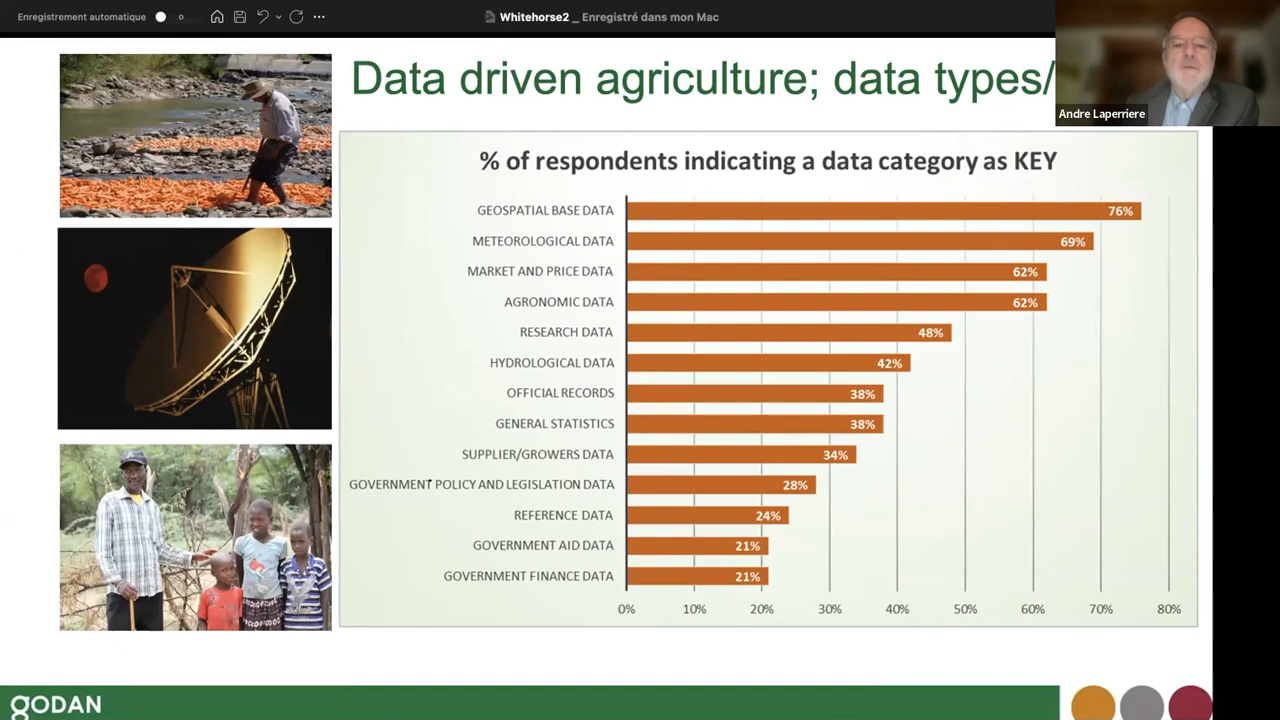 Enregistrement automatique
Whitehorse2 _ Enregistré dans mon Mac
Data driven agriculture; data types/
Andre Laperriere
% of respondents indicating a data category as KEY
GEOSPATIAL BASE DATA 76%
METEOROLOGICAL DATA 69%
MARKET AND PRICE DATA 62%
AGRONOMIC DATA 62%
RESEARCH DATA 48%
HYDROLOGICAL DATA 42%
OFFICIAL RECORDS 38%
GENERAL STATISTICS 38%
SUPPLIER/GROWERS DATA 34%
GOVERNMENT POLICY AND LEGISLATION DATA 28%
REFERENCE DATA 24%
GOVERNMENT AID DATA 21%
GOVERNMENT FINANCE DATA 21%
0% 10% 20% 30% 40% 50% 60% 70% 80%
GODAN